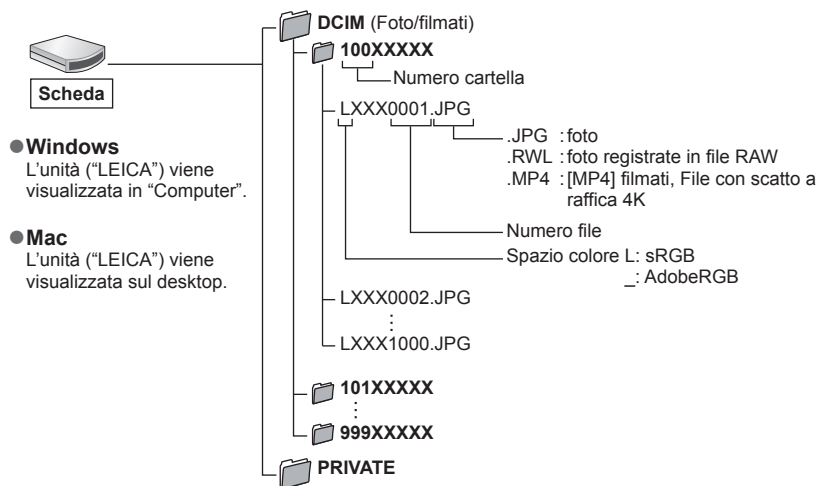 DCIM (Foto/filmati)
100XXXXX
Numero cartella
Scheda
LXXX0001.JPG
.JPG : foto
.RWL : foto registrate in file RAW
.MP4 : [MP4] filmati, File con scatto a
raffica 4K
Numero file
Spazio colore L: sRGB
_: AdobeRGB
●Windows
L'unità ("LEICA") viene
visualizzata in "Computer".
●Mac
L'unità ("LEICA") viene
visualizzata sul desktop.
LXXX0002.JPG
LXXX1000.JPG
101XXXXX
999XXXXX
PRIVATE